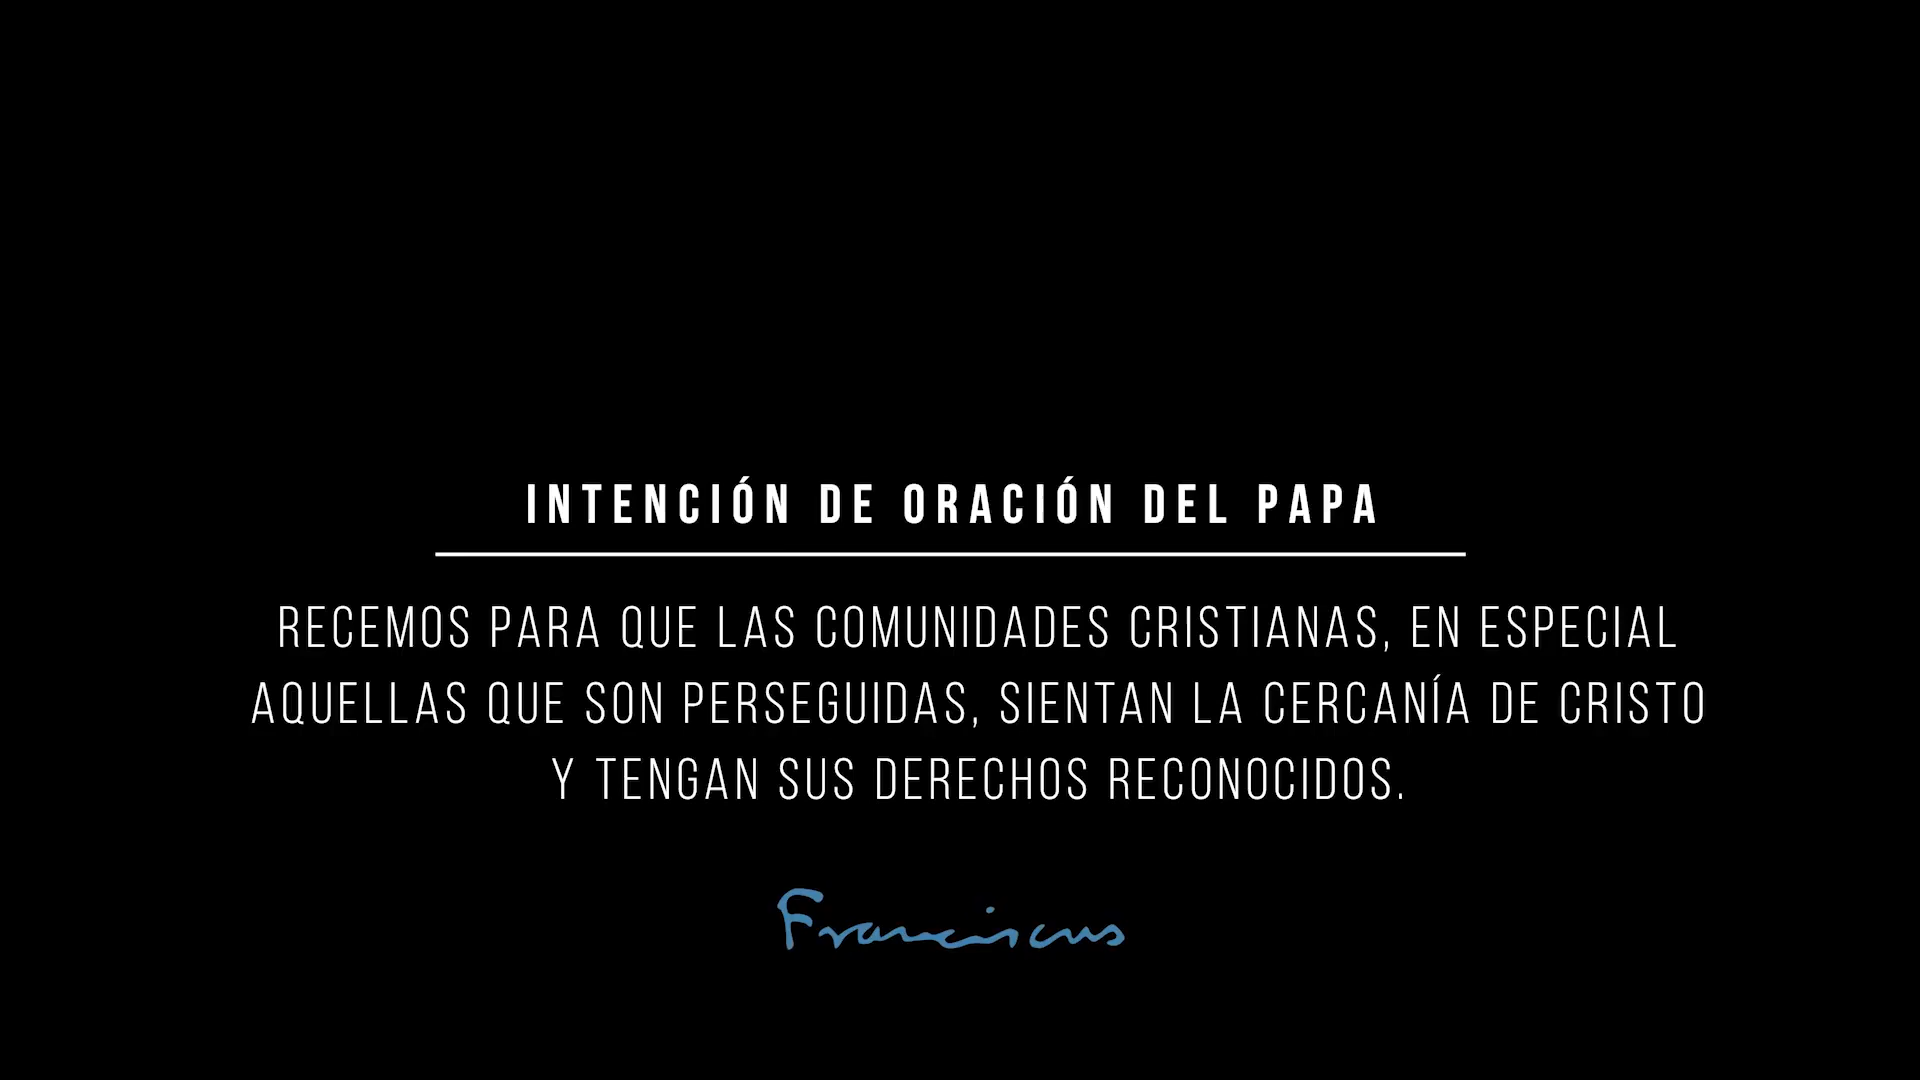 INTENCIÓN DE ORACIÓN DEL PAPA
RECEMOS PARA QUE LAS COMUNIDADES CRISTIANAS, EN ESPECIAL
AQUELLAS QUE SON PERSEGUIDAS, SIENTAN LA CERCANÍA DE CRISTO
Y TENGAN SUS DERECHOS RECONOCIDOS.
Franciscus